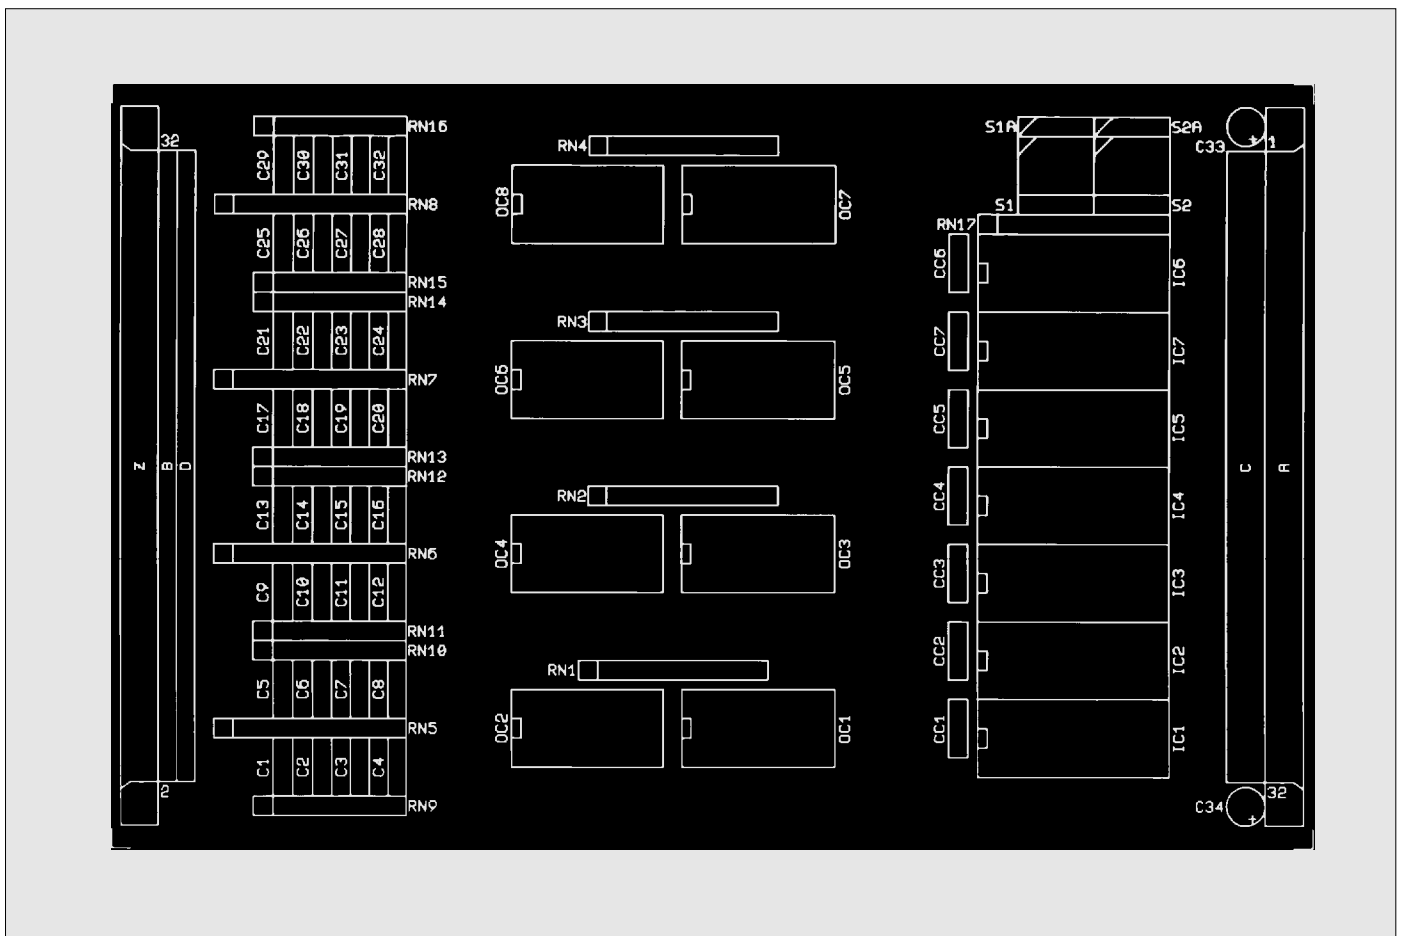 RN16
C29 C30 C31 C32
RN8
C25 C26 C27 C28
RN15
RN14
C21 C22 C23 C24
RN7
C17 C18 C19 C20
RN13
RN12
C13 C14 C15 C16
RN6
C9 C10 C11 C12
RN11
RN10
C5 C6 C7 C8
RN5
C1 C2 C3 C4
RN9
32
Z B D
2
RN4
OC8 OC7
RN3
OC6 OC5
RN2
OC4 OC3
RN1
OC2 OC1
S1A S2A
S1 S2
RN17
CC6 IC6
CC7 IC7
CC5 IC5
CC4 IC4
CC3 IC3
CC2 IC2
CC1 IC1
C33 + 1
C A
C34 + 32